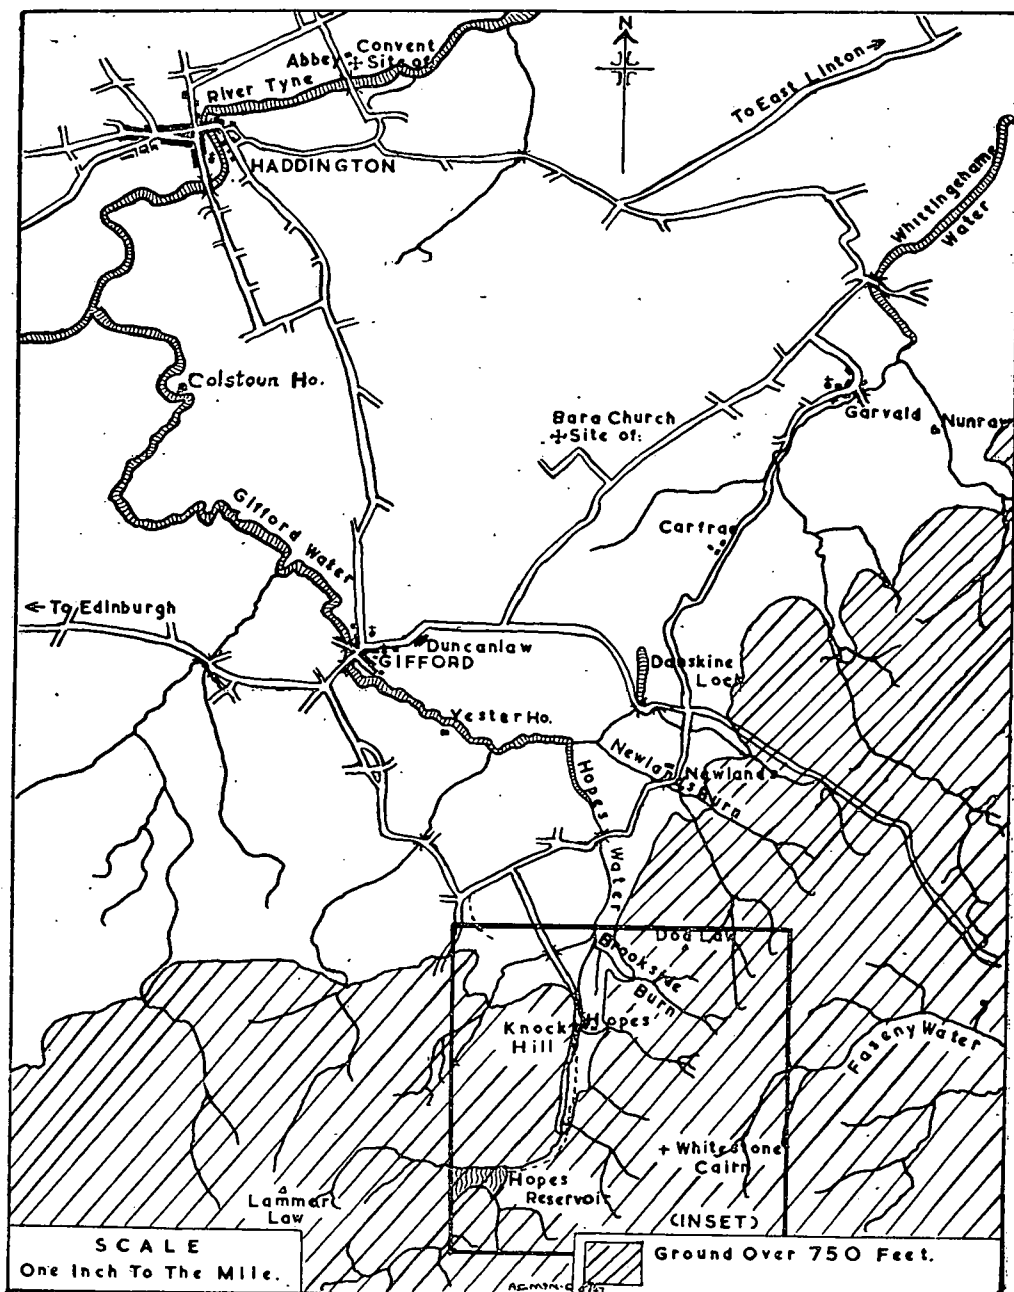 N
Convent
Abbey Site of:
River Tyne
To East Linton
HADDINGTON
Whittinghame
Water
Colstoun Ho.
Bara Church
Site of:
Garvald
Nunraw
Gifford Water
Carfrae
To Edinburgh
Duncanlaw
GIFFORD
Danskine
Loch
Yester Ho.
Newlands Burn
Newlands
Hopes Water
Dod Law
Brookside
Burn
Knock
Hill
Hopes
Faseny Water
Whitestone
Cairn
Hopes
Reservoir
Lammer
Law
(INSET)
SCALE
One Inch To The Mile.
Ground Over 750 Feet.